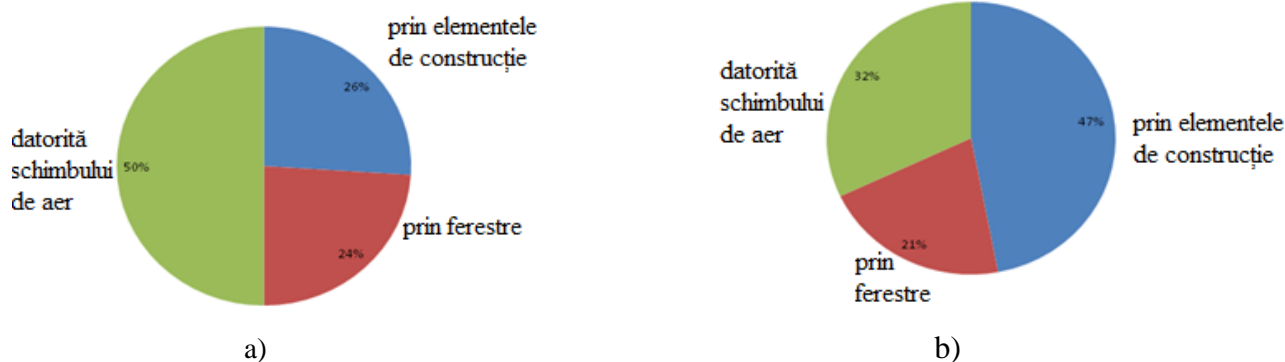 prin elementele
de construcție
26%
datorită
schimbului
de aer
50%
prin ferestre
24%
a)
datorită
schimbului
de aer
32%
47%
prin elementele
de construcție
21%
prin
ferestre
b)